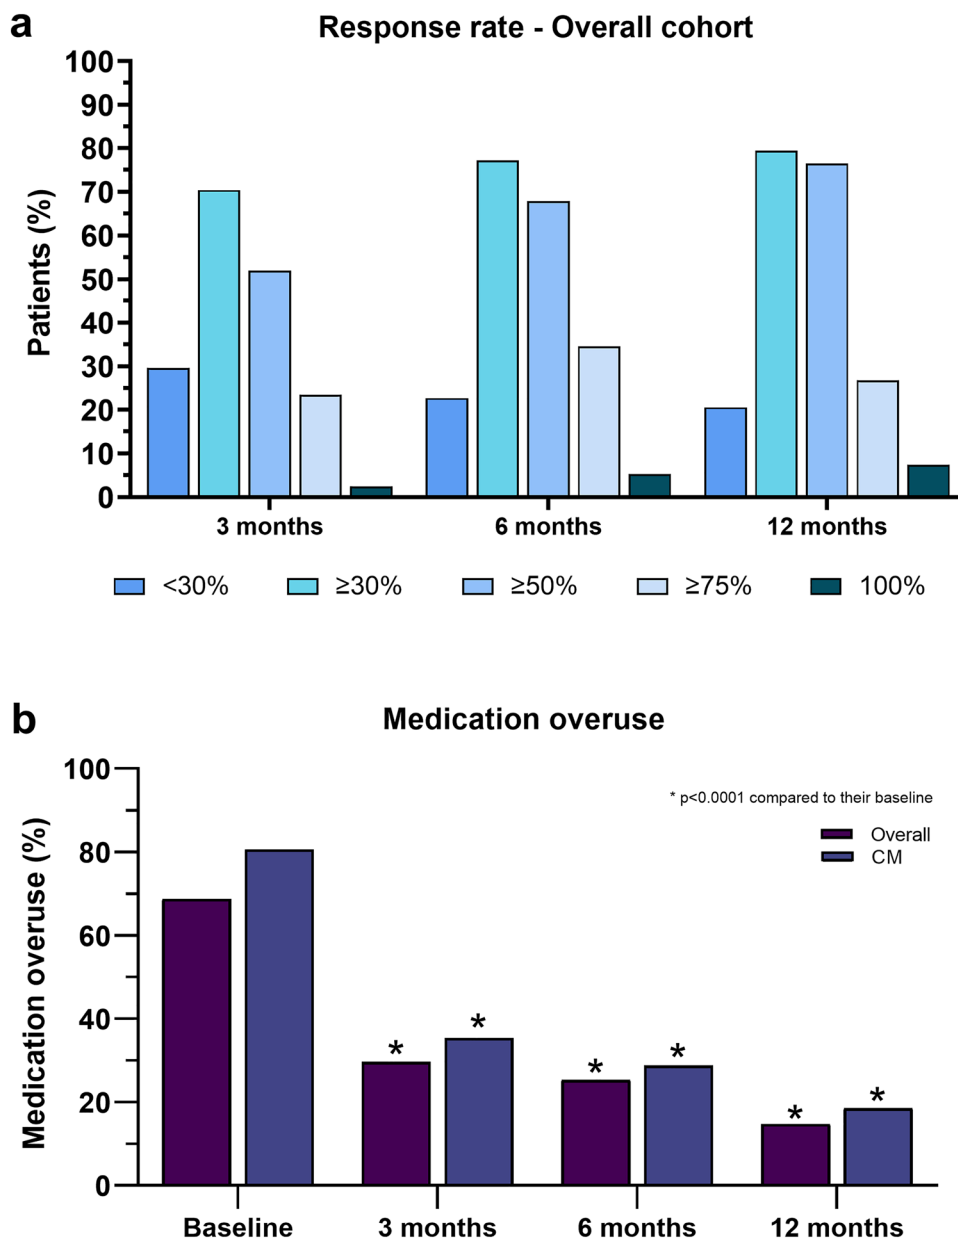 a
Response rate - Overall cohort
Patients (%)
100
90
80
70
60
50
40
30
20
10
0
3 months 6 months 12 months
<30% ≥30% ≥50% ≥75% 100%
b
Medication overuse
Medication overuse (%)
100
80
60
40
20
0
* p<0.0001 compared to their baseline
Overall
CM
* * * * * *
Baseline 3 months 6 months 12 months